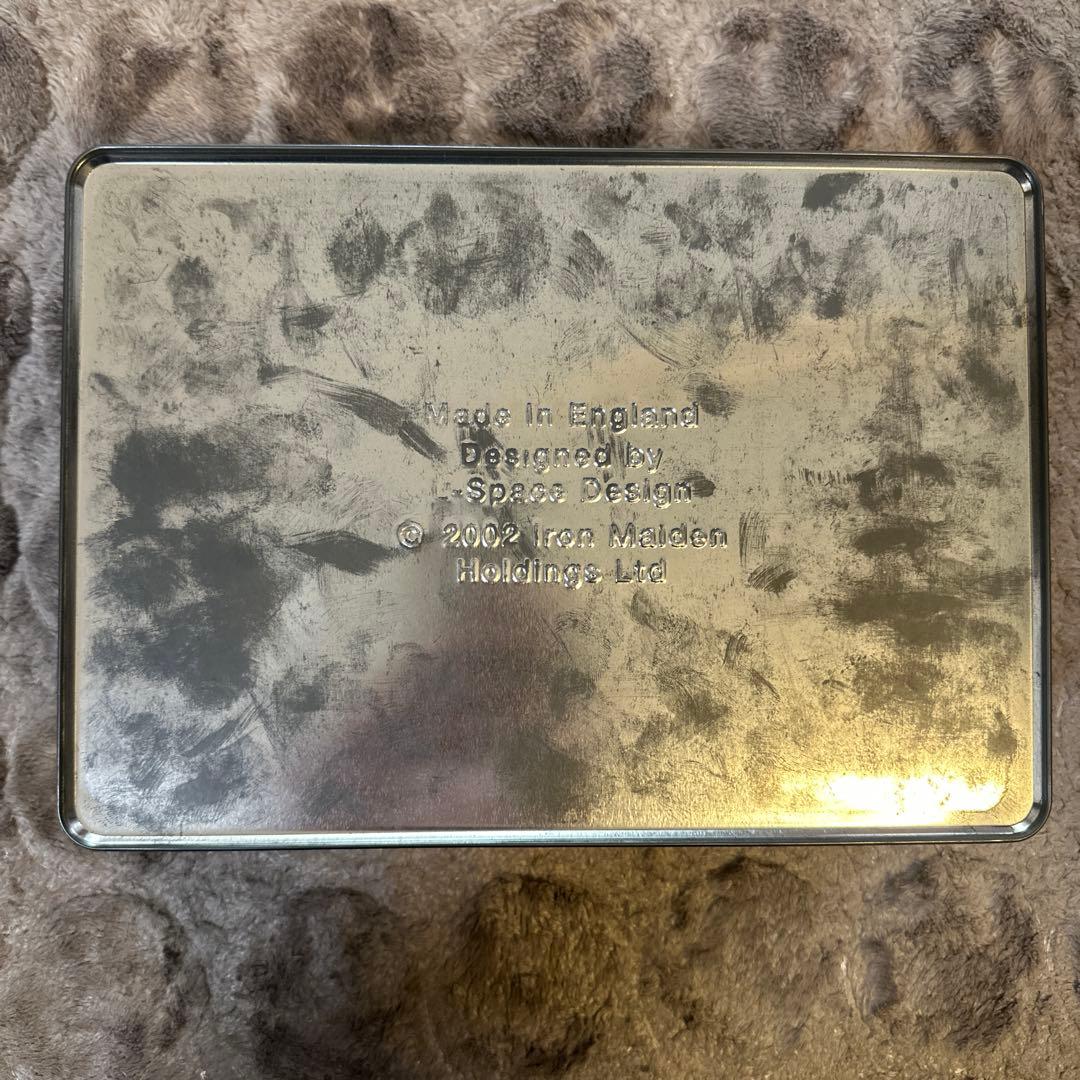 Made in England
Designed by
L-Space Design
© 2002 Iron Maiden
Holdings Ltd